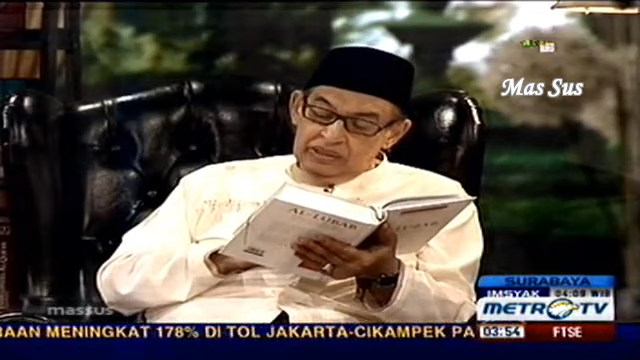 Mas Sus
AL-LUBAB
LUBAB
SURABAYA
IMSYAK 04:09 WIB
METRO TV
massus
BAAN MENINGKAT 178% DI TOL JAKARTA-CIKAMPEK PA
03:54 FTSE